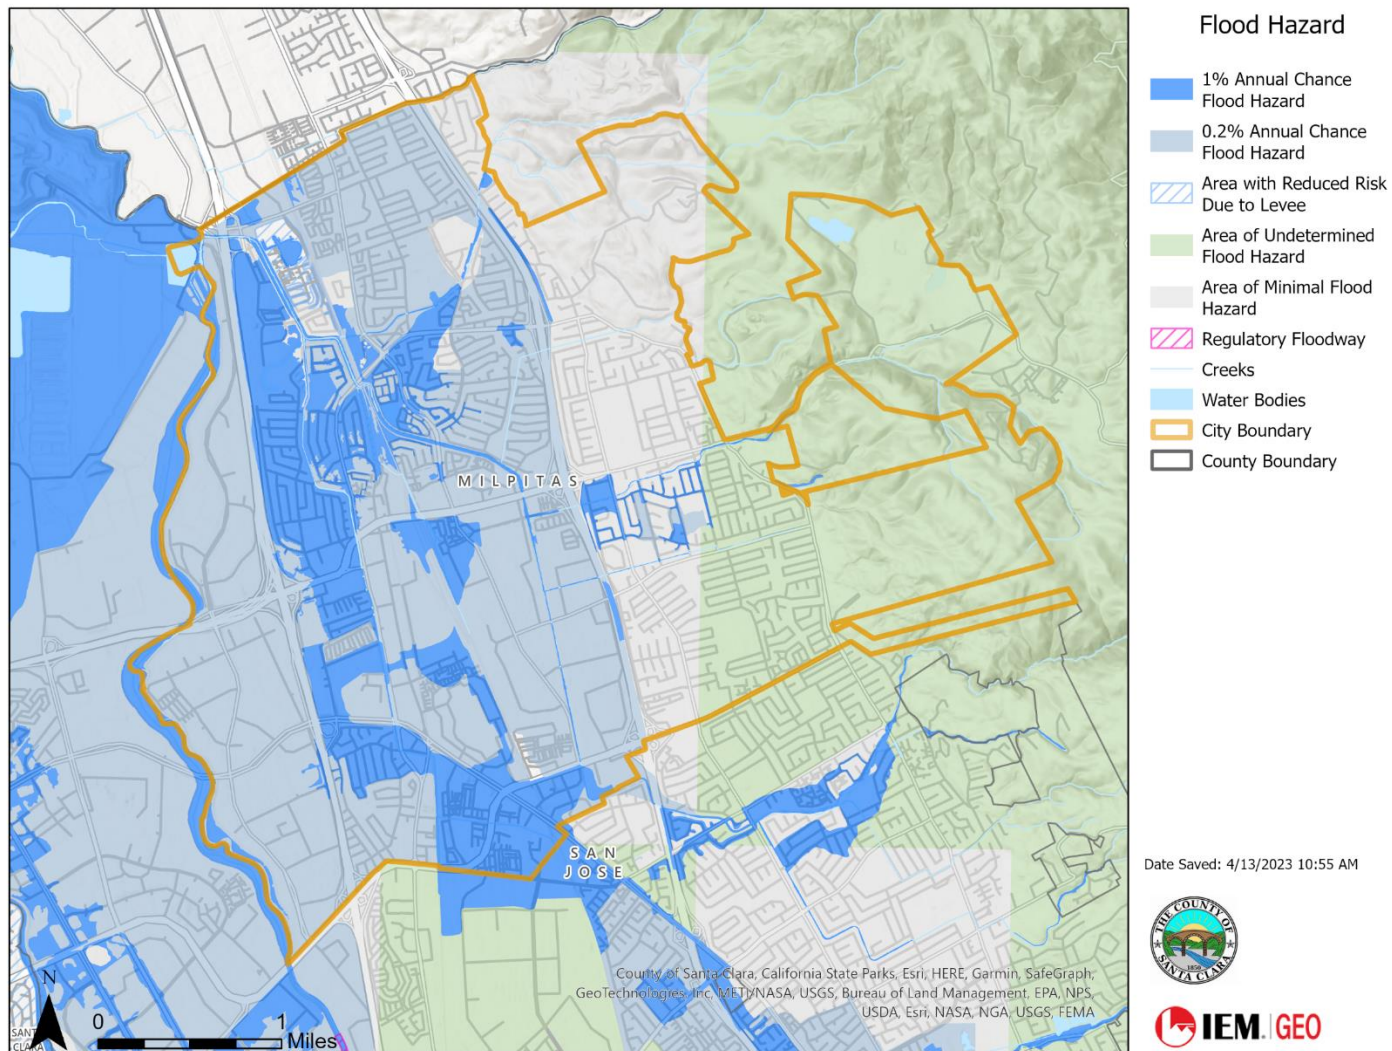 Flood Hazard
1% Annual Chance
Flood Hazard
0.2% Annual Chance
Flood Hazard
Area with Reduced Risk
Due to Levee
Area of Undetermined
Flood Hazard
Area of Minimal Flood
Hazard
Regulatory Floodway
Creeks
Water Bodies
City Boundary
County Boundary
MILPITAS
SAN
JOSE
Date Saved: 4/13/2023 10:55 AM
THE COUNTY OF
SANTA CLARA
1850
County of Santa Clara, California State Parks, Esri, HERE, Garmin, SafeGraph,
GeoTechnologies, Inc, METI/NASA, USGS, Bureau of Land Management, EPA, NPS,
USDA, Esri, NASA, NGA, USGS, FEMA
N
0 1
Miles
SANTA
CLARA
IEM. | GEO